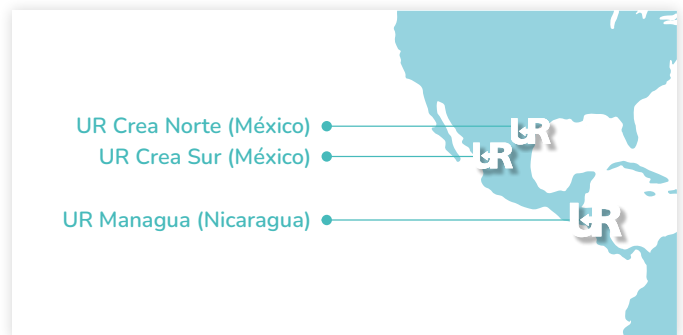 UR Crea Norte (México)
UR
UR Crea Sur (México)
UR
UR Managua (Nicaragua)
UR